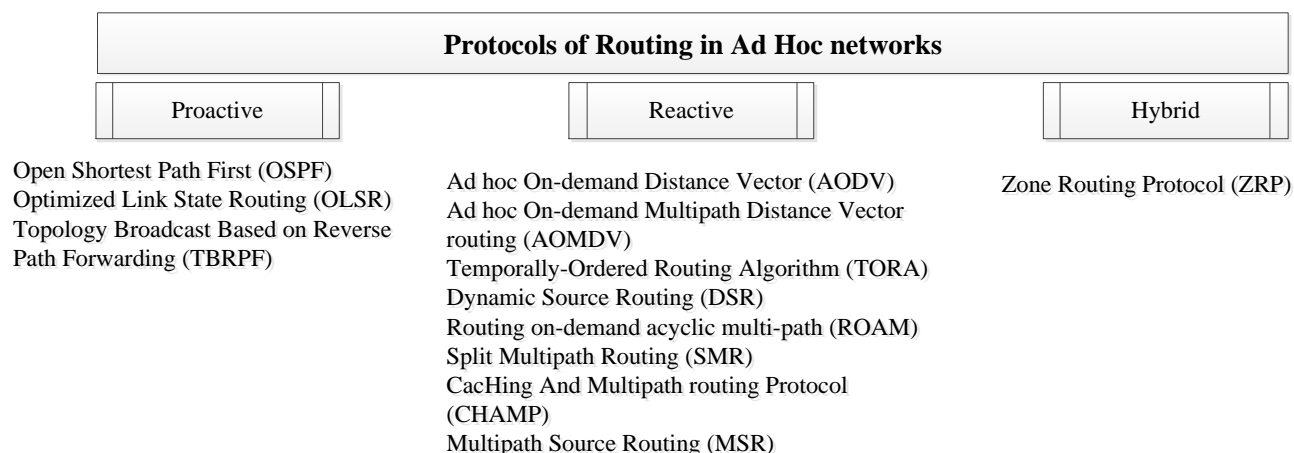 Protocols of Routing in Ad Hoc networks
Proactive
Reactive
Hybrid
Open Shortest Path First (OSPF)
Optimized Link State Routing (OLSR)
Topology Broadcast Based on Reverse
Path Forwarding (TBRPF)
Ad hoc On-demand Distance Vector (AODV)
Ad hoc On-demand Multipath Distance Vector
routing (AOMDV)
Temporally-Ordered Routing Algorithm (TORA)
Dynamic Source Routing (DSR)
Routing on-demand acyclic multi-path (ROAM)
Split Multipath Routing (SMR)
CacHing And Multipath routing Protocol
(CHAMP)
Multipath Source Routing (MSR)
Zone Routing Protocol (ZRP)